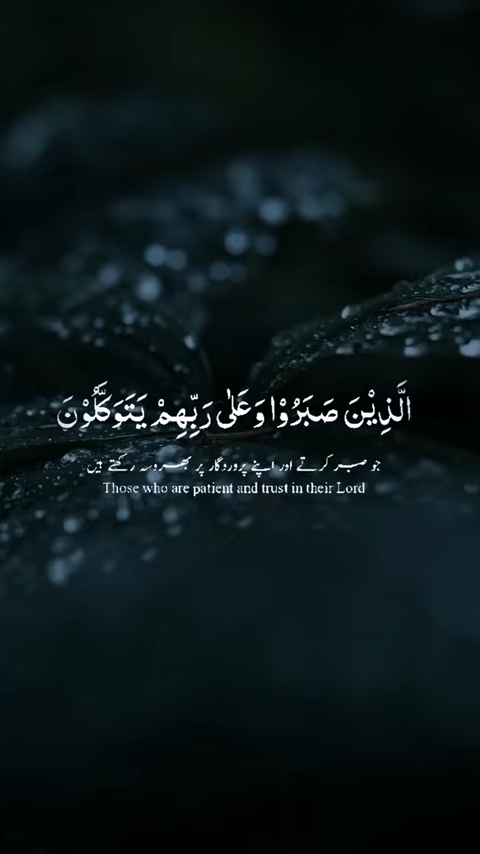 الَّذِيْنَ صَبَرُوْا وَعَلٰى رَبِّهِمْ يَتَوَكَّلُوْنَ
جو صبر کرتے اور اپنے پروردگار پر بھروسہ رکھتے ہیں
Those who are patient and trust in their Lord